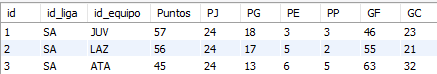 id id_liga id_equipo Puntos PJ PG PE PP GF GC
1 SA JUV 57 24 18 3 3 46 23
2 SA LAZ 56 24 17 5 2 55 21
3 SA ATA 45 24 13 6 5 63 32